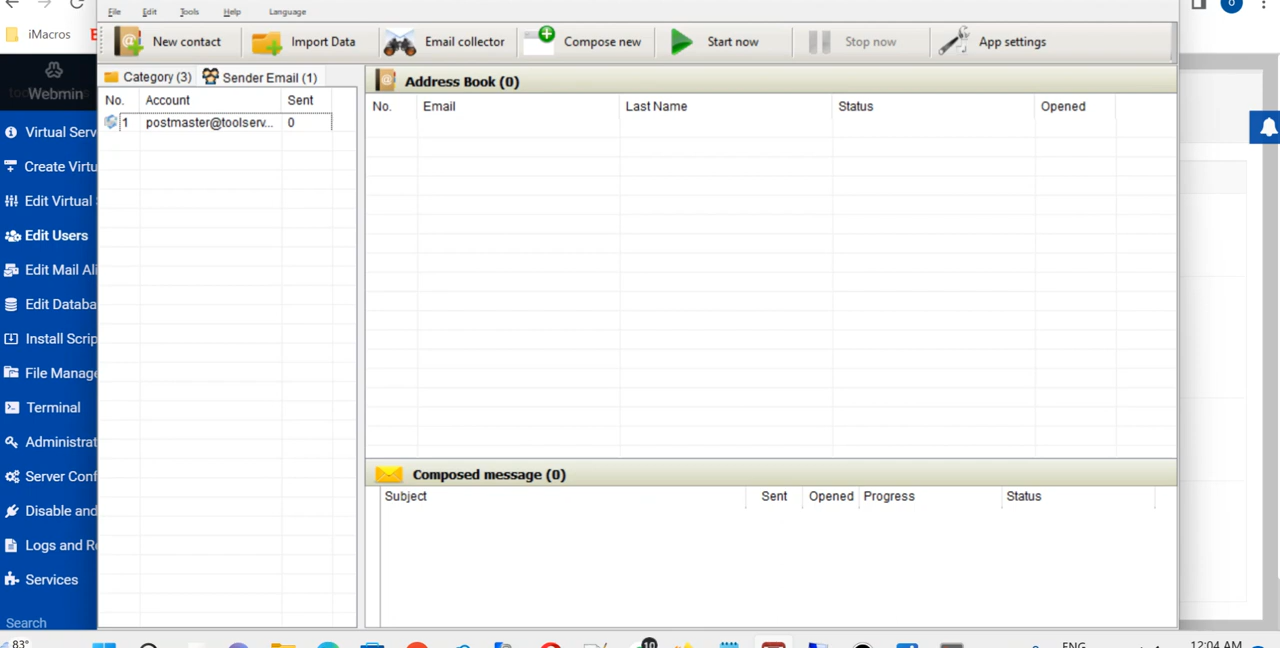 File Edit Tools Help Language
iMacros
New contact Import Data Email collector Compose new Start now Stop now App settings
Category (3) Sender Email (1)
No. Account Sent
1 postmaster@toolserv... 0
Address Book (0)
No. Email Last Name Status Opened
Composed message (0)
Subject Sent Opened Progress Status
Webmin
Virtual Serv
Create Virtu
Edit Virtual
Edit Users
Edit Mail Ali
Edit Databa
Install Scrip
File Manage
Terminal
Administrat
Server Conf
Disable and
Logs and Re
Services
Search
83°
10
ENG
12:04 AM